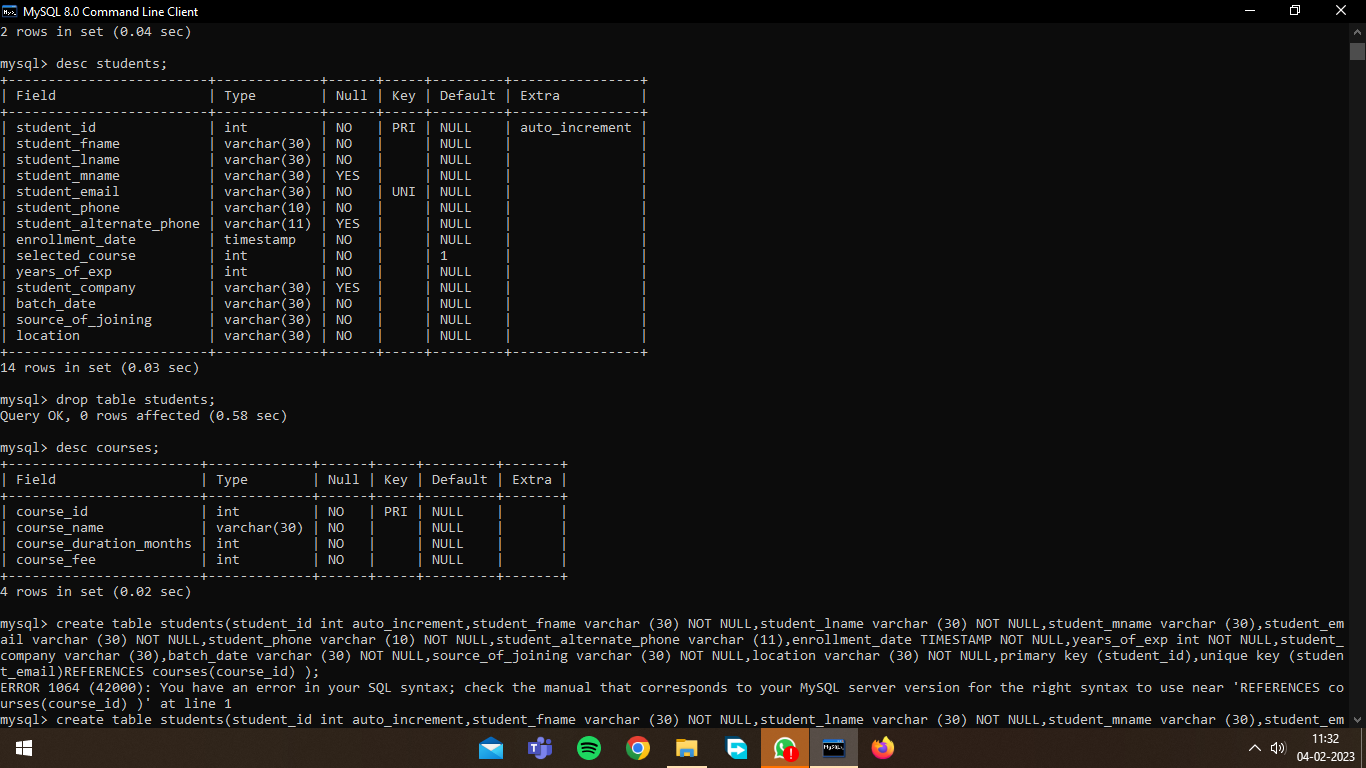 MySQL 8.0 Command Line Client
2 rows in set (0.04 sec)
mysql> desc students;
+-------------------------+-------------+------+-----+---------+----------------+
| Field                   | Type        | Null | Key | Default | Extra          |
+-------------------------+-------------+------+-----+---------+----------------+
| student_id              | int         | NO   | PRI | NULL    | auto_increment |
| student_fname           | varchar(30) | NO   |     | NULL    |                |
| student_lname           | varchar(30) | NO   |     | NULL    |                |
| student_mname           | varchar(30) | YES  |     | NULL    |                |
| student_email           | varchar(30) | NO   | UNI | NULL    |                |
| student_phone           | varchar(10) | NO   |     | NULL    |                |
| student_alternate_phone | varchar(11) | YES  |     | NULL    |                |
| enrollment_date         | timestamp   | NO   |     | NULL    |                |
| selected_course         | int         | NO   |     | 1       |                |
| years_of_exp            | int         | NO   |     | NULL    |                |
| student_company         | varchar(30) | YES  |     | NULL    |                |
| batch_date              | varchar(30) | NO   |     | NULL    |                |
| source_of_joining       | varchar(30) | NO   |     | NULL    |                |
| location                | varchar(30) | NO   |     | NULL    |                |
+-------------------------+-------------+------+-----+---------+----------------+
14 rows in set (0.03 sec)
mysql> drop table students;
Query OK, 0 rows affected (0.58 sec)
mysql> desc courses;
+------------------------+-------------+------+-----+---------+-------+
| Field                  | Type        | Null | Key | Default | Extra |
+------------------------+-------------+------+-----+---------+-------+
| course_id              | int         | NO   | PRI | NULL    |       |
| course_name            | varchar(30) | NO   |     | NULL    |       |
| course_duration_months | int         | NO   |     | NULL    |       |
| course_fee             | int         | NO   |     | NULL    |       |
+------------------------+-------------+------+-----+---------+-------+
4 rows in set (0.02 sec)
mysql> create table students(student_id int auto_increment,student_fname varchar (30) NOT NULL,student_lname varchar (30) NOT NULL,student_mname varchar (30),student_em
ail varchar (30) NOT NULL,student_phone varchar (10) NOT NULL,student_alternate_phone varchar (11),enrollment_date TIMESTAMP NOT NULL,years_of_exp int NOT NULL,student_
company varchar (30),batch_date varchar (30) NOT NULL,source_of_joining varchar (30) NOT NULL,location varchar (30) NOT NULL,primary key (student_id),unique key (studen
t_email)REFERENCES courses(course_id) );
ERROR 1064 (42000): You have an error in your SQL syntax; check the manual that corresponds to your MySQL server version for the right syntax to use near 'REFERENCES co
urses(course_id) )' at line 1
mysql> create table students(student_id int auto_increment,student_fname varchar (30) NOT NULL,student_lname varchar (30) NOT NULL,student_mname varchar (30),student_em
11:32
04-02-2023